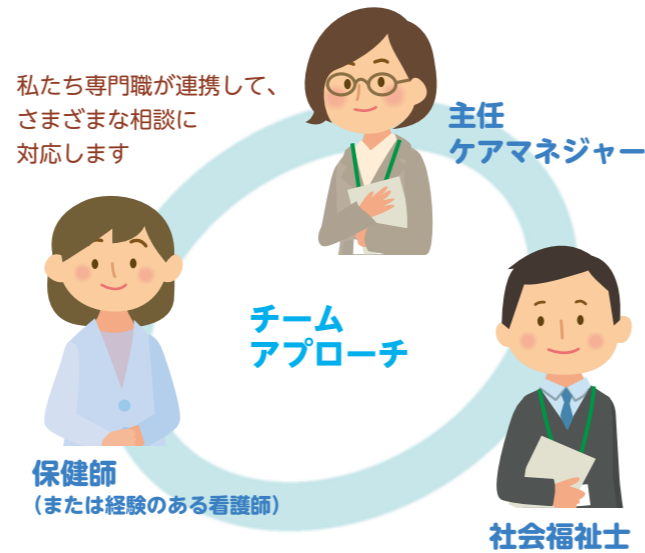 私たち専門職が連携して、
さまざまな相談に
対応します
主任
ケアマネジャー
チーム
アプローチ
保健師
（または経験のある看護師）
社会福祉士